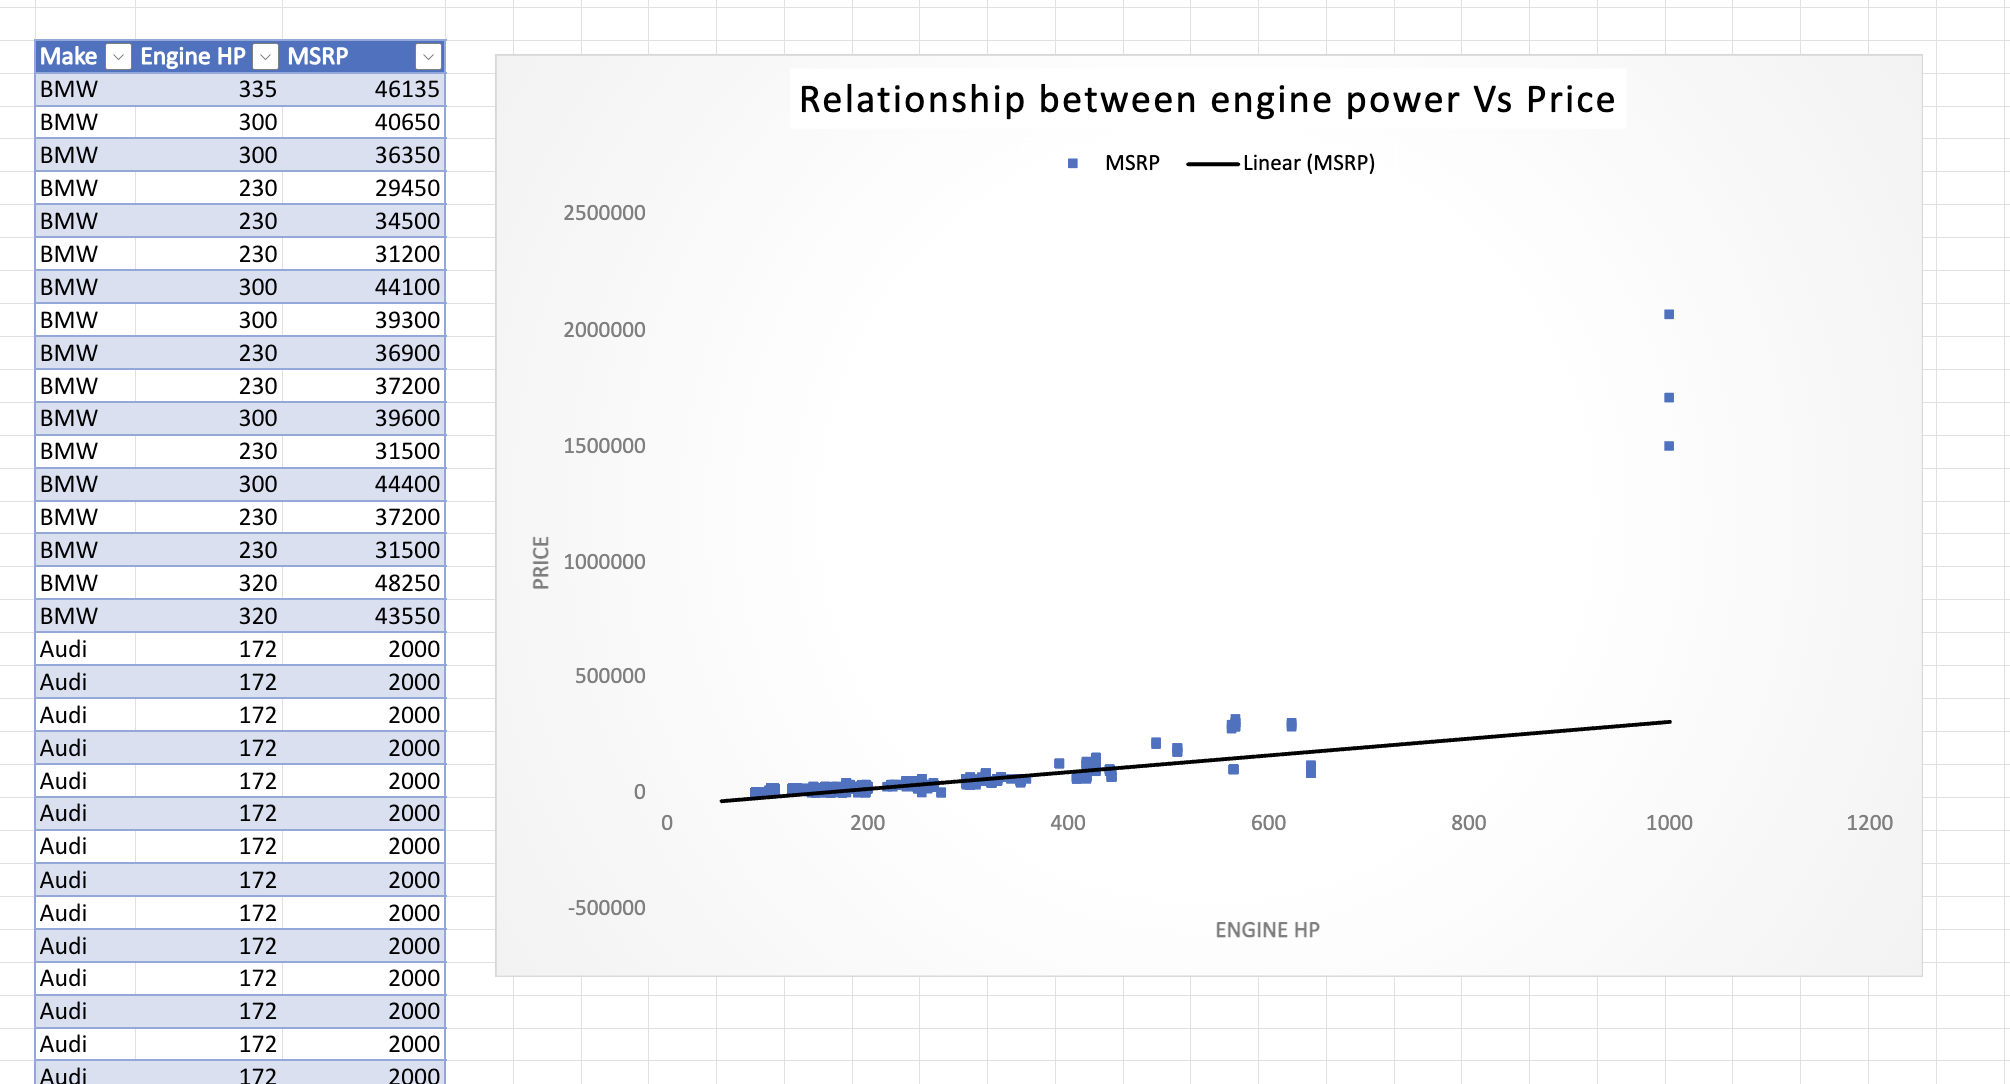 Make Engine HP MSRP
BMW 335 46135
BMW 300 40650
BMW 300 36350
BMW 230 29450
BMW 230 34500
BMW 230 31200
BMW 300 44100
BMW 300 39300
BMW 230 36900
BMW 230 37200
BMW 300 39600
BMW 230 31500
BMW 300 44400
BMW 230 37200
BMW 230 31500
BMW 320 48250
BMW 320 43550
Audi 172 2000
Audi 172 2000
Audi 172 2000
Audi 172 2000
Audi 172 2000
Audi 172 2000
Audi 172 2000
Audi 172 2000
Audi 172 2000
Audi 172 2000
Audi 172 2000
Audi 172 2000
Audi 172 2000
Audi 172 2000
Relationship between engine power Vs Price
MSRP Linear (MSRP)
2500000
2000000
1500000
1000000
500000
0
-500000
PRICE
0 200 400 600 800 1000 1200
ENGINE HP